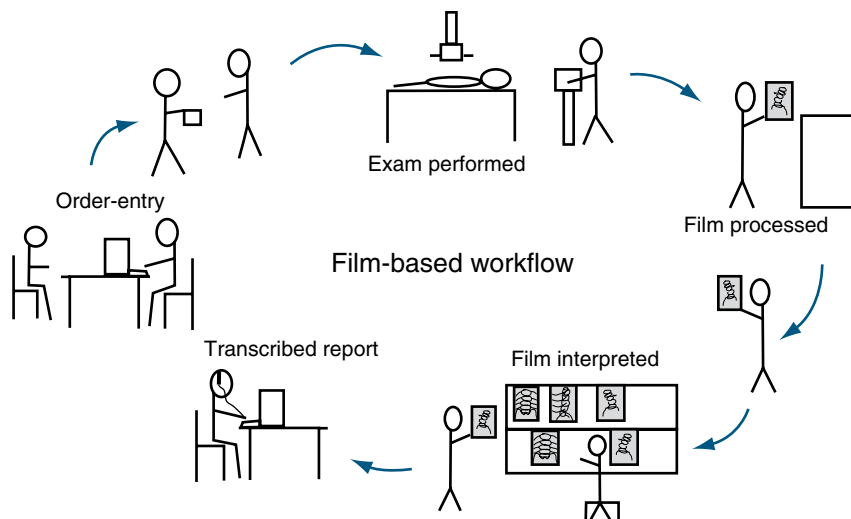 Exam performed
Order-entry
Film processed
Film-based workflow
Transcribed report
Film interpreted